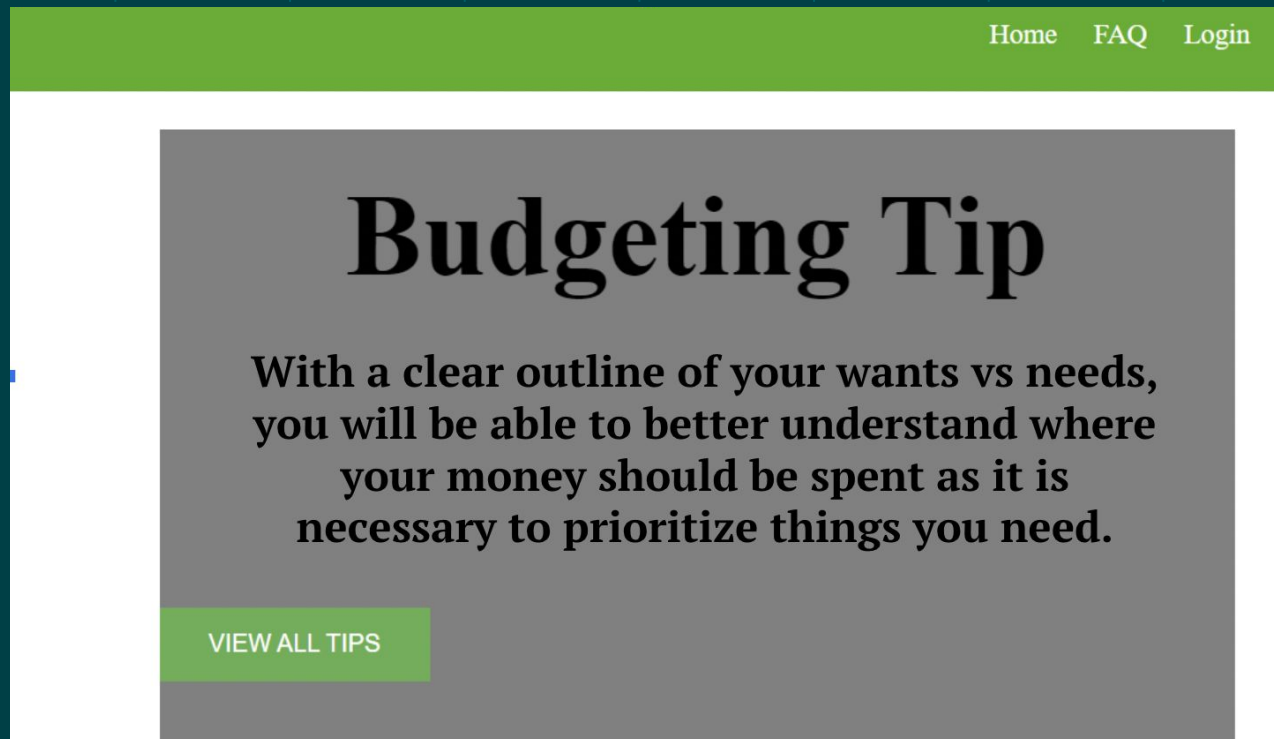 Home FAQ Login
Budgeting Tip
With a clear outline of your wants vs needs,
you will be able to better understand where
your money should be spent as it is
necessary to prioritize things you need.
VIEW ALL TIPS